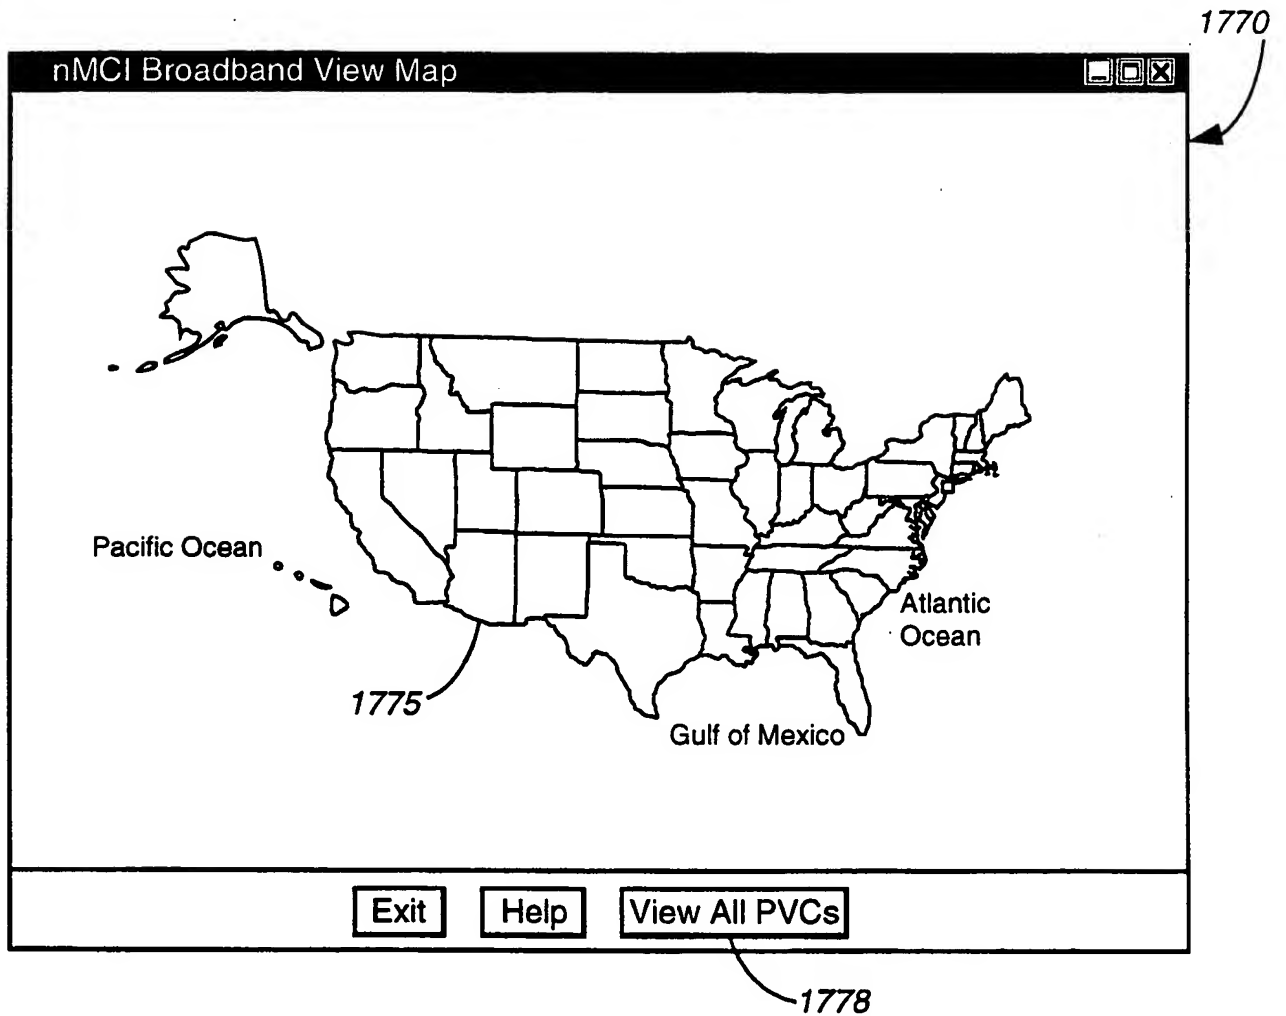 1770
nMCI Broadband View Map
Pacific Ocean
Atlantic
Ocean
1775
Gulf of Mexico
Exit Help View All PVCs
1778